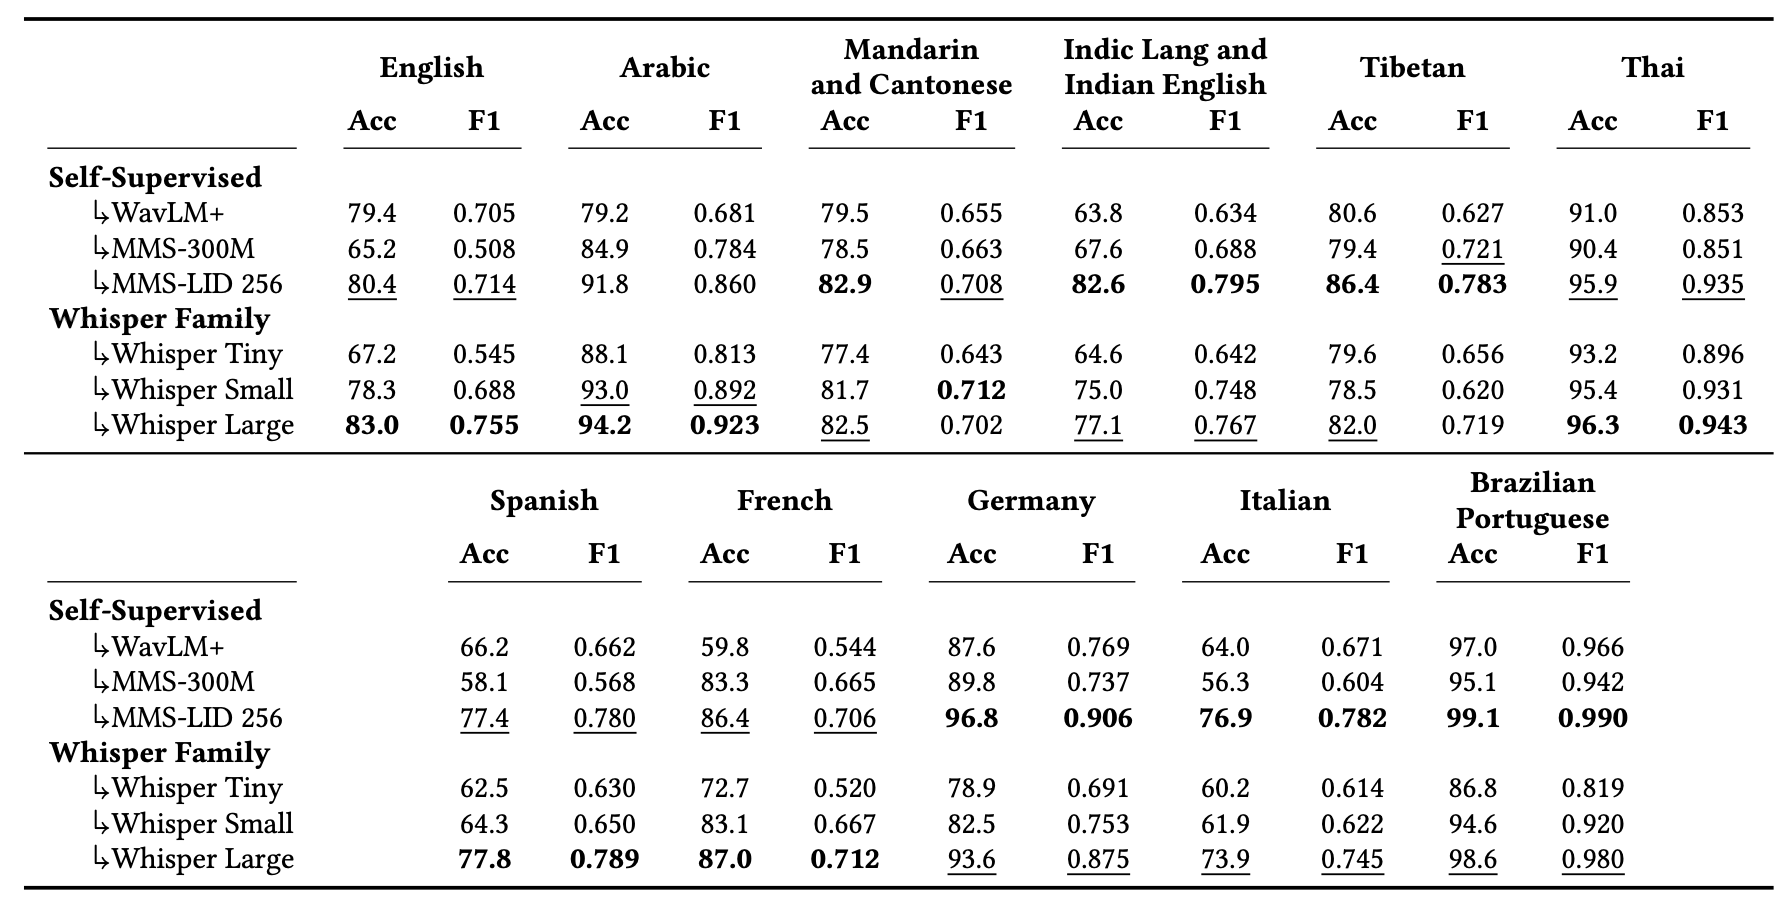 English Arabic Mandarin and Cantonese Indic Lang and Indian English Tibetan Thai
Acc F1 Acc F1 Acc F1 Acc F1 Acc F1 Acc F1
Self-Supervised
↳WavLM+ 79.4 0.705 79.2 0.681 79.5 0.655 63.8 0.634 80.6 0.627 91.0 0.853
↳MMS-300M 65.2 0.508 84.9 0.784 78.5 0.663 67.6 0.688 79.4 0.721 90.4 0.851
↳MMS-LID 256 80.4 0.714 91.8 0.860 82.9 0.708 82.6 0.795 86.4 0.783 95.9 0.935
Whisper Family
↳Whisper Tiny 67.2 0.545 88.1 0.813 77.4 0.643 64.6 0.642 79.6 0.656 93.2 0.896
↳Whisper Small 78.3 0.688 93.0 0.892 81.7 0.712 75.0 0.748 78.5 0.620 95.4 0.931
↳Whisper Large 83.0 0.755 94.2 0.923 82.5 0.702 77.1 0.767 82.0 0.719 96.3 0.943
Spanish French Germany Italian Brazilian Portuguese
Acc F1 Acc F1 Acc F1 Acc F1 Acc F1
Self-Supervised
↳WavLM+ 66.2 0.662 59.8 0.544 87.6 0.769 64.0 0.671 97.0 0.966
↳MMS-300M 58.1 0.568 83.3 0.665 89.8 0.737 56.3 0.604 95.1 0.942
↳MMS-LID 256 77.4 0.780 86.4 0.706 96.8 0.906 76.9 0.782 99.1 0.990
Whisper Family
↳Whisper Tiny 62.5 0.630 72.7 0.520 78.9 0.691 60.2 0.614 86.8 0.819
↳Whisper Small 64.3 0.650 83.1 0.667 82.5 0.753 61.9 0.622 94.6 0.920
↳Whisper Large 77.8 0.789 87.0 0.712 93.6 0.875 73.9 0.745 98.6 0.980